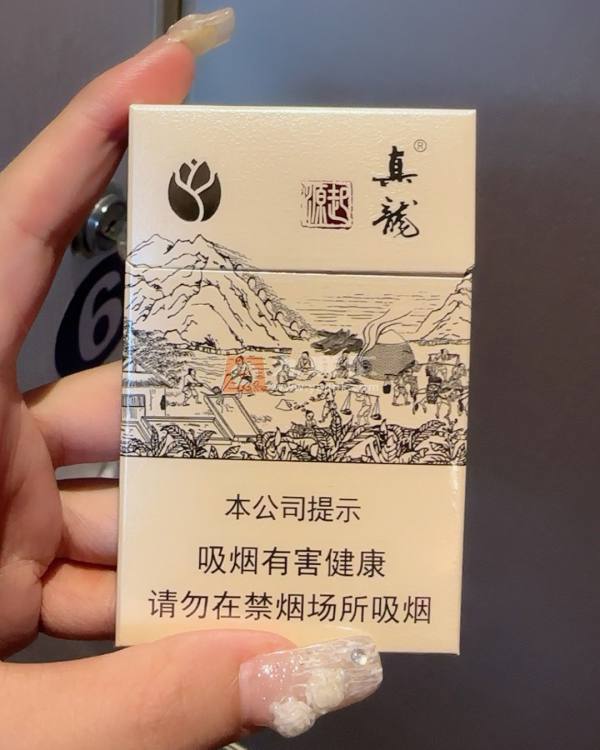 真龍®
起源
6
本公司提示
吸烟有害健康
请勿在禁烟场所吸烟